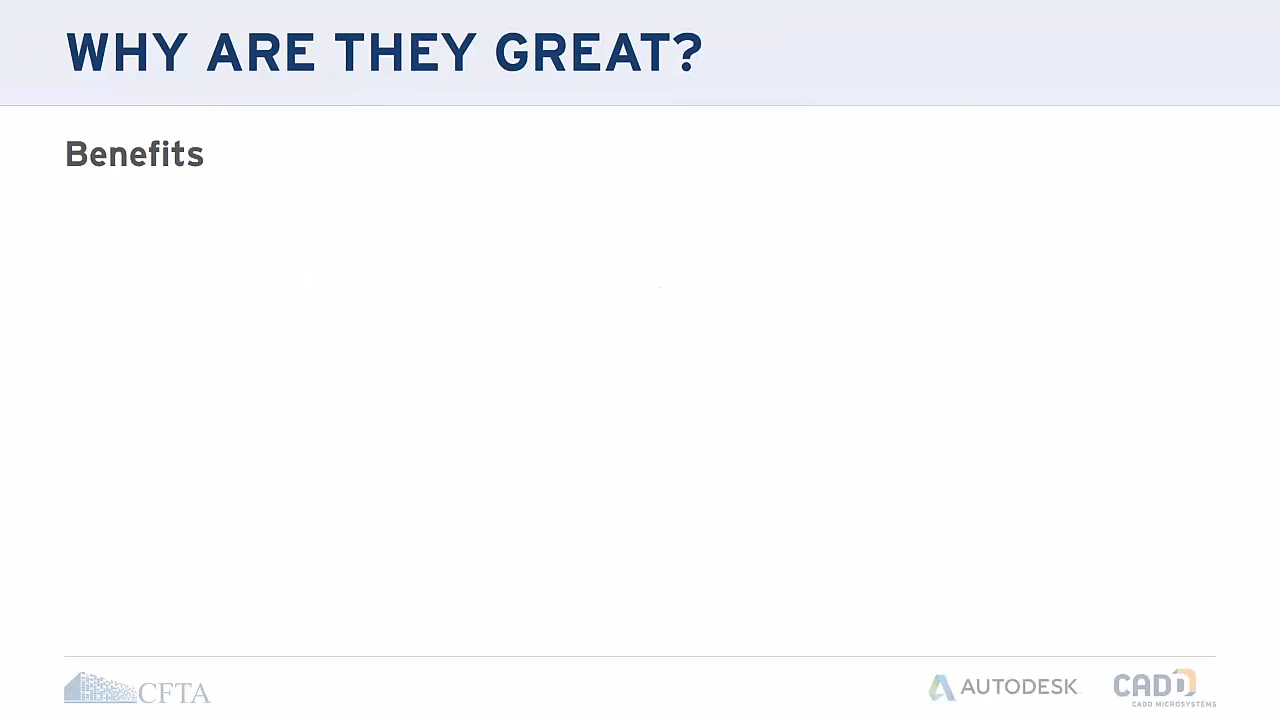 WHY ARE THEY GREAT?
Benefits
CFTA
AUTODESK
CADD
CADD MICROSYSTEMS